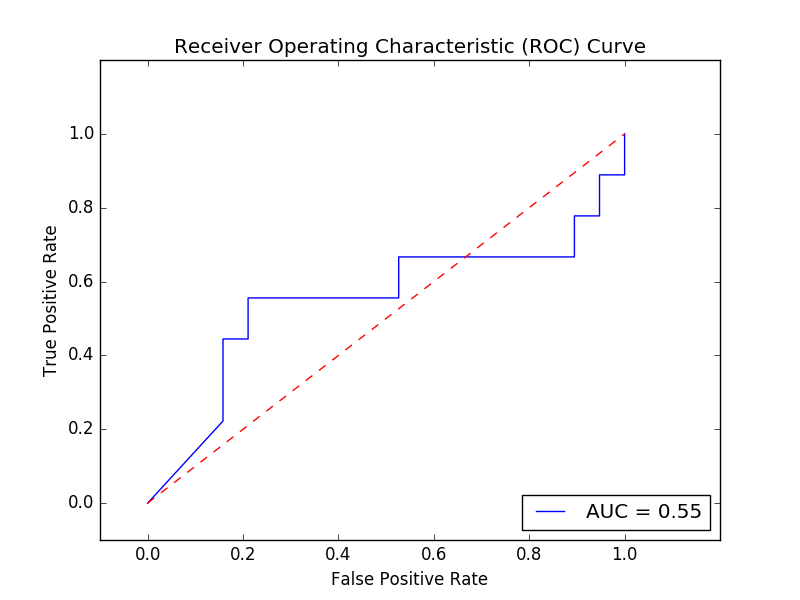 Receiver Operating Characteristic (ROC) Curve
True Positive Rate
1.0
0.8
0.6
0.4
0.2
0.0
AUC = 0.55
0.0 0.2 0.4 0.6 0.8 1.0
False Positive Rate